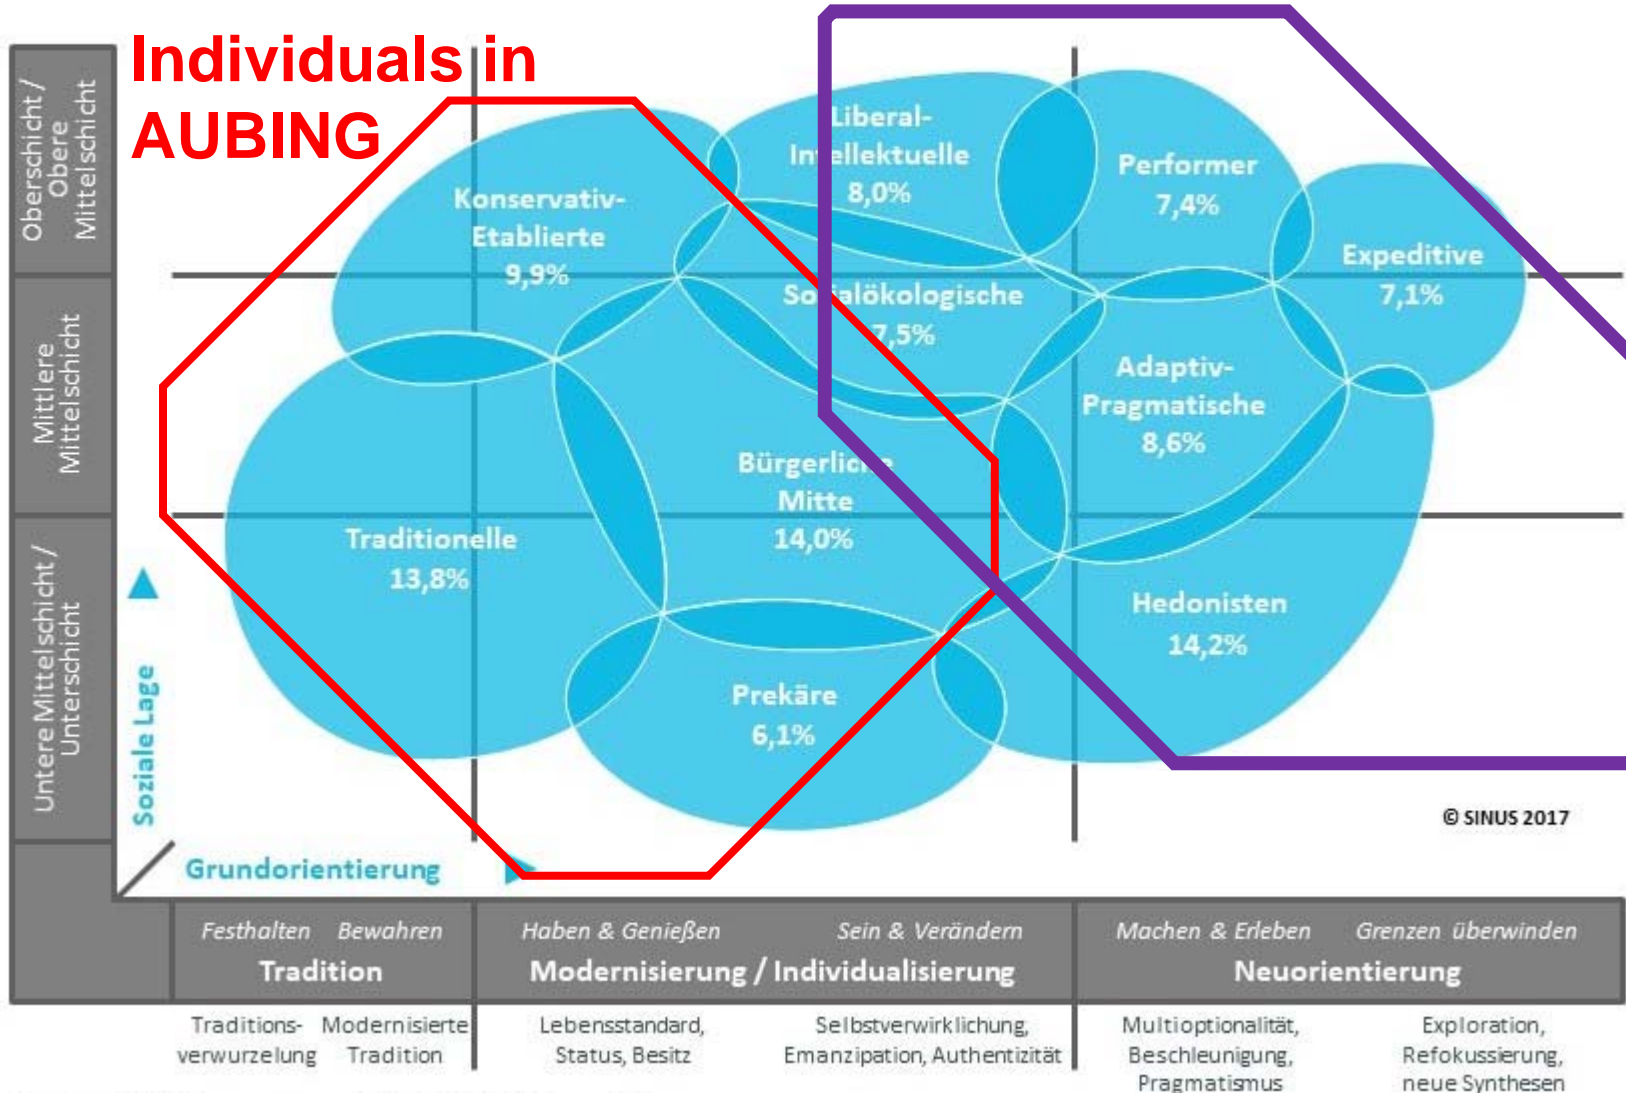 Individuals in
AUBING
Oberschicht /
Obere
Mittelschicht
Mittlere
Mittelschicht
Untere Mittelschicht /
Unterschicht
Soziale Lage
Konservativ-
Etablierte
9,9%
Liberal-
Intellektuelle
8,0%
Performer
7,4%
Expeditive
7,1%
Sozialökologische
7,5%
Adaptiv-
Pragmatische
8,6%
Bürgerliche
Mitte
14,0%
Traditionelle
13,8%
Hedonisten
14,2%
Prekäre
6,1%
© SINUS 2017
Grundorientierung
Festhalten Bewahren
Tradition
Haben & Genießen Sein & Verändern
Modernisierung / Individualisierung
Machen & Erleben Grenzen überwinden
Neuorientierung
Traditions-
verwurzelung
Modernisierte
Tradition
Lebensstandard,
Status, Besitz
Selbstverwirklichung,
Emanzipation, Authentizität
Multioptionalität,
Beschleunigung,
Pragmatismus
Exploration,
Refokussierung,
neue Synthesen